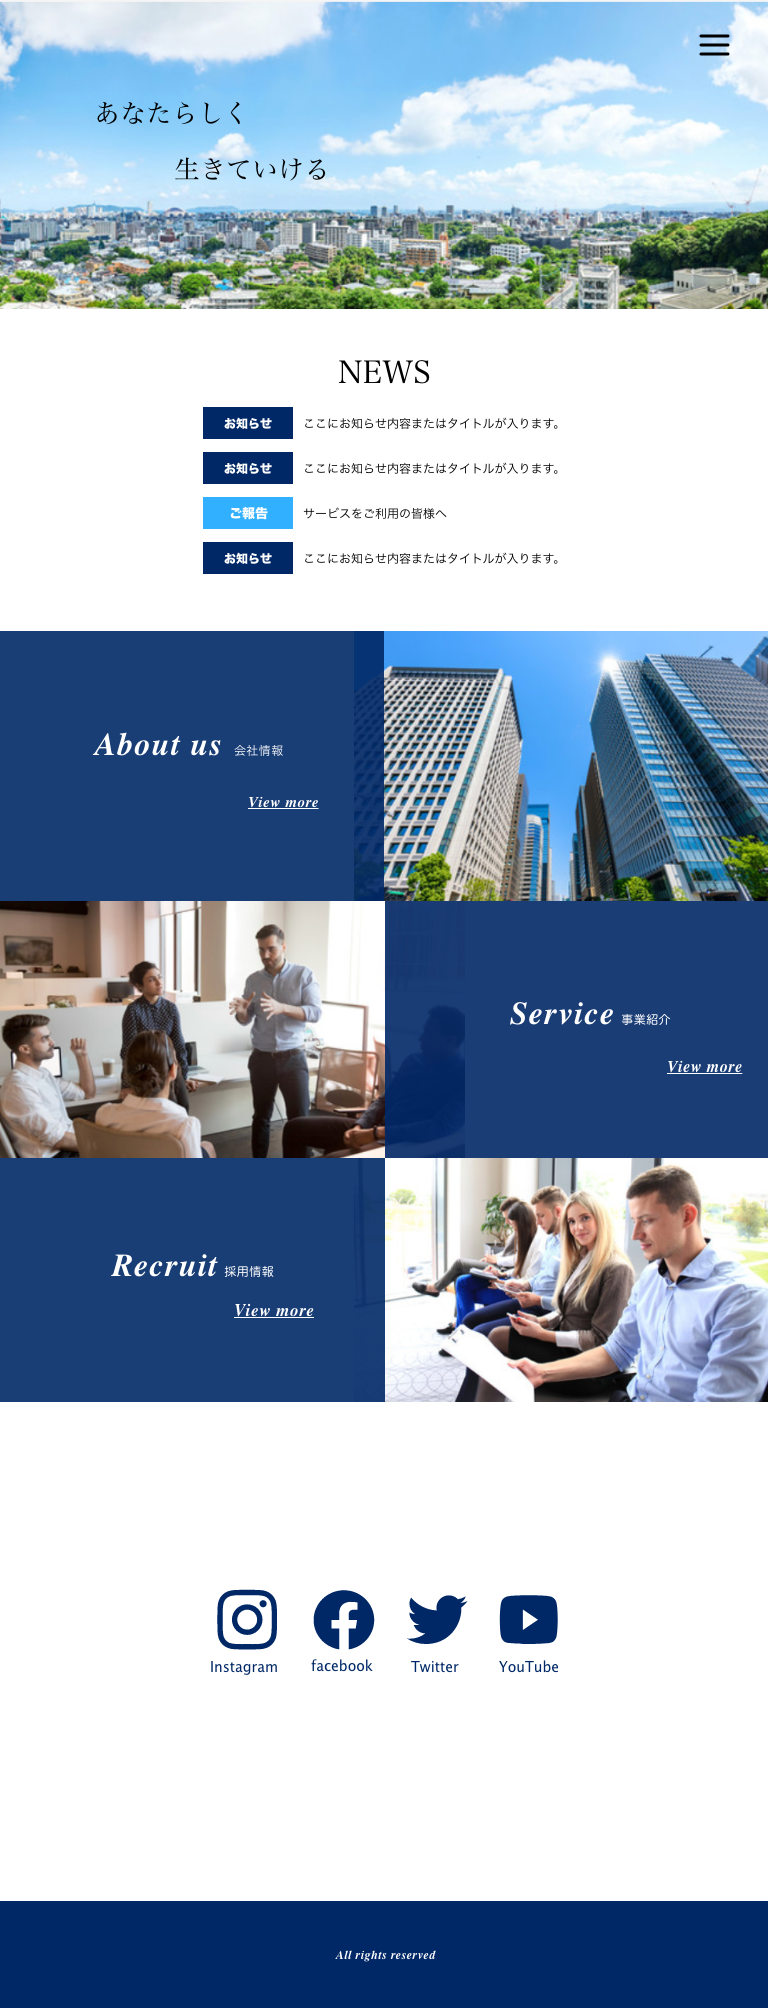 あなたらしく
生きていける
NEWS
お知らせ ここにお知らせ内容またはタイトルが入ります。
お知らせ ここにお知らせ内容またはタイトルが入ります。
ご報告 サービスをご利用の皆様へ
お知らせ ここにお知らせ内容またはタイトルが入ります。
About us 会社情報
View more
Service 事業紹介
View more
Recruit 採用情報
View more
Instagram facebook Twitter YouTube
All rights reserved